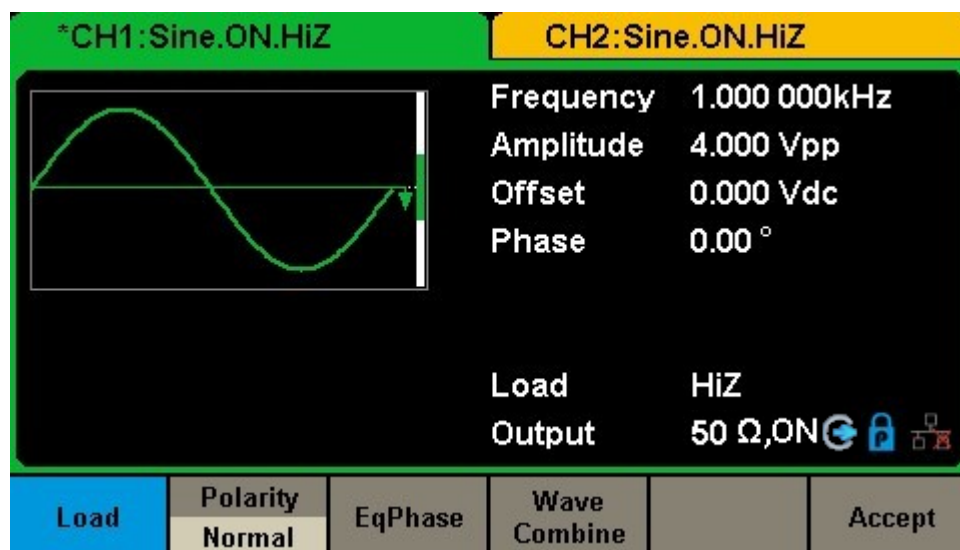 *CH1:Sine.ON.HiZ
CH2:Sine.ON.HiZ
Frequency 1.000 000kHz
Amplitude 4.000 Vpp
Offset 0.000 Vdc
Phase 0.00 °
Load HiZ
Output 50 Ω,ON
P
Load
Polarity
Normal
EqPhase
Wave
Combine
Accept